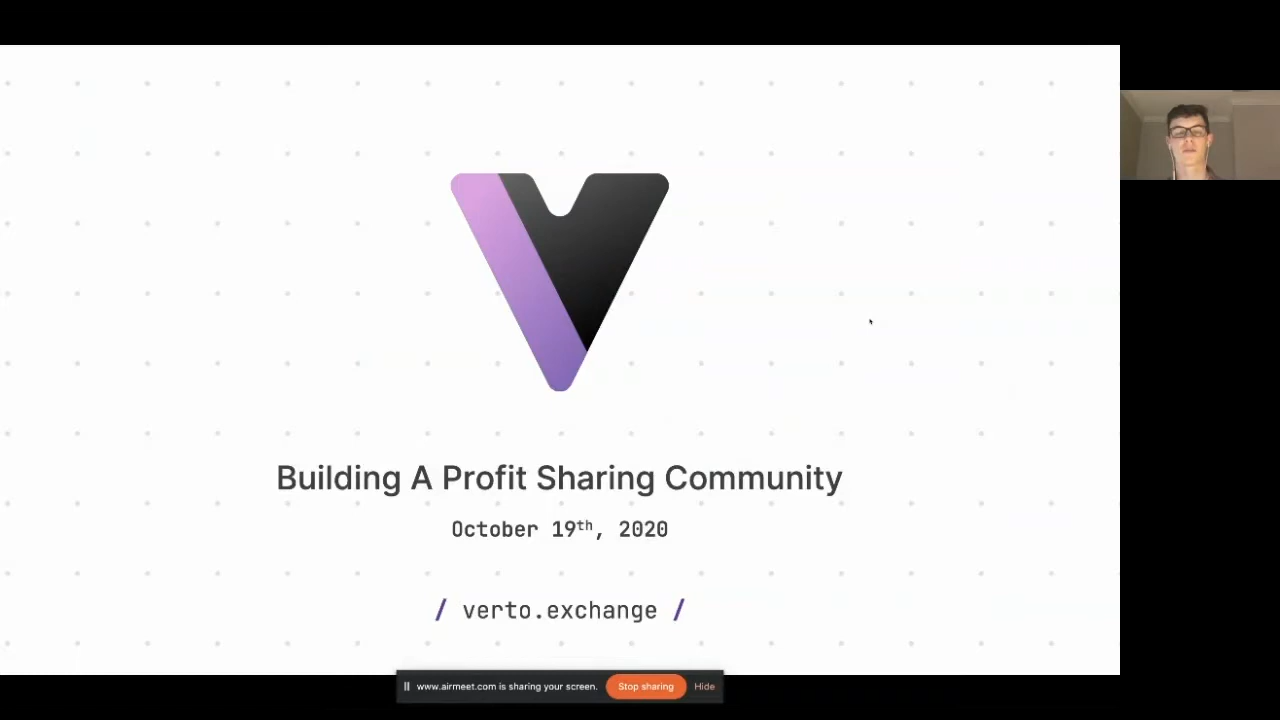 Building A Profit Sharing Community
October 19th, 2020
/ verto.exchange /
www.airmeet.com is sharing your screen. Stop sharing Hide